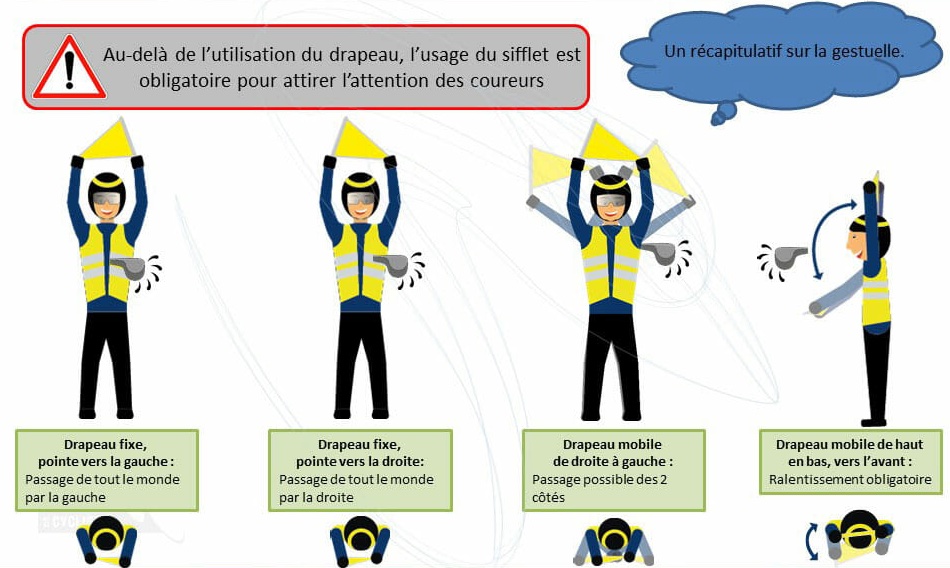 Au-delà de l’utilisation du drapeau, l’usage du sifflet est
obligatoire pour attirer l’attention des coureurs
Un récapitulatif sur la gestuelle.
Drapeau fixe,
pointe vers la gauche :
Passage de tout le monde
par la gauche
Drapeau fixe,
pointe vers la droite:
Passage de tout le monde
par la droite
Drapeau mobile
de droite à gauche :
Passage possible des 2
côtés
Drapeau mobile de haut
en bas, vers l’avant :
Ralentissement obligatoire